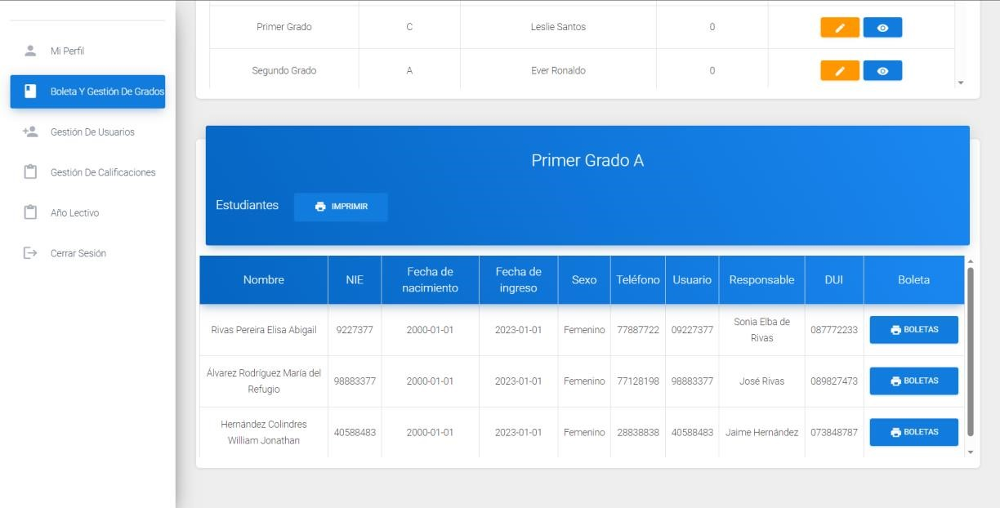 Mi Perfil
Boleta Y Gestión De Grados
Gestión De Usuarios
Gestión De Calificaciones
Año Lectivo
Cerrar Sesión
Primer Grado C Leslie Santos 0
Segundo Grado A Ever Ronaldo 0
Primer Grado A
Estudiantes IMPRIMIR
Nombre NIE Fecha de nacimiento Fecha de ingreso Sexo Teléfono Usuario Responsable DUI Boleta
Rivas Pereira Elisa Abigail 9227377 2000-01-01 2023-01-01 Femenino 77887722 09227377 Sonia Elba de Rivas 087772233 BOLETAS
Álvarez Rodríguez María del Refugio 98883377 2000-01-01 2023-01-01 Femenino 77128198 98883377 José Rivas 089827473 BOLETAS
Hernández Colindres William Jonathan 40588483 2000-01-01 2023-01-01 Femenino 28838838 40588483 Jaime Hernández 073848787 BOLETAS